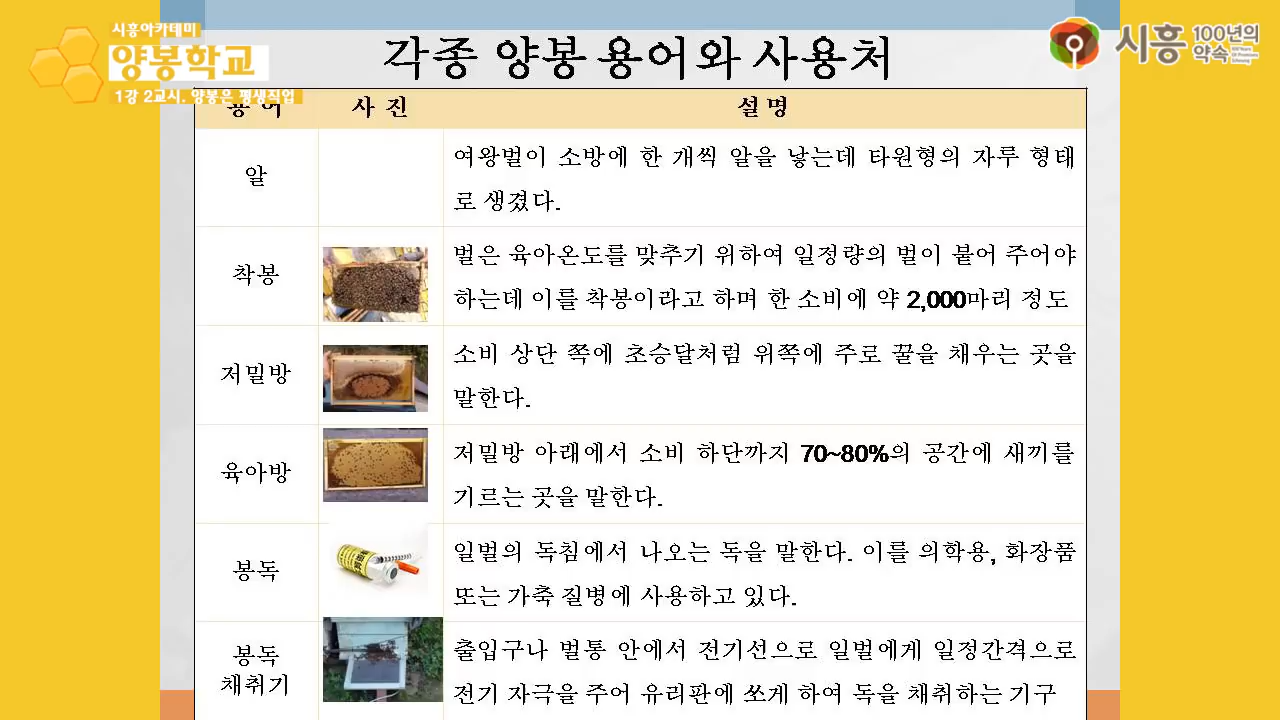 시흥아카데미
양봉학교
1강 2교시. 양봉은 평생직업
각종 양봉 용어와 사용처
시흥 100년의 약속
용 어 사 진 설 명
알
여왕벌이 소방에 한 개씩 알을 낳는데 타원형의 자루 형태
로 생겼다.
착봉
벌은 육아온도를 맞추기 위하여 일정량의 벌이 붙어 주어야
하는데 이를 착봉이라고 하며 한 소비에 약 2,000마리 정도
저밀방
소비 상단 쪽에 초승달처럼 위쪽에 주로 꿀을 채우는 곳을
말한다.
육아방
저밀방 아래에서 소비 하단까지 70~80%의 공간에 새끼를
기르는 곳을 말한다.
봉독
일벌의 독침에서 나오는 독을 말한다. 이를 의학용, 화장품
또는 가축 질병에 사용하고 있다.
봉독
채취기
출입구나 벌통 안에서 전기선으로 일벌에게 일정간격으로
전기 자극을 주어 유리판에 쏘게 하여 독을 채취하는 기구